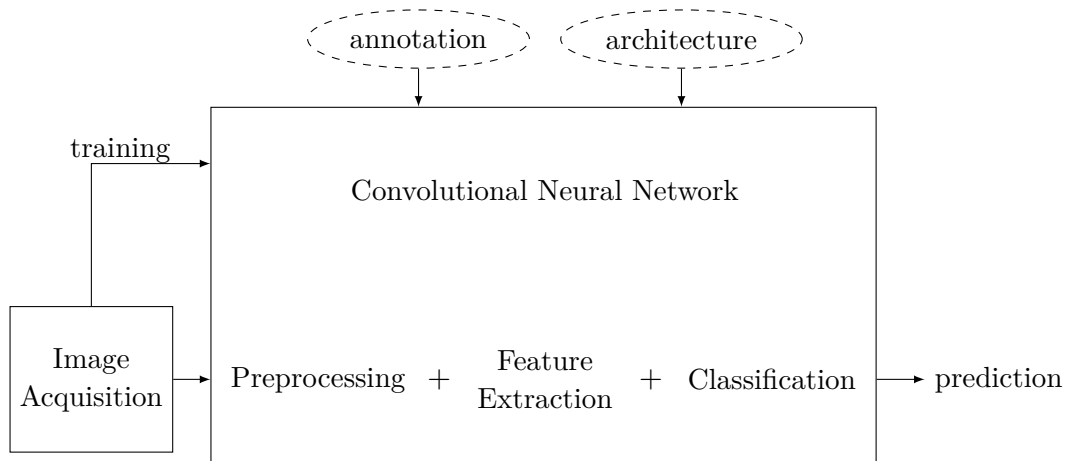 annotation
architecture
training
Convolutional Neural Network
Image
Acquisition
Preprocessing
+
Feature
Extraction
+
Classification
prediction